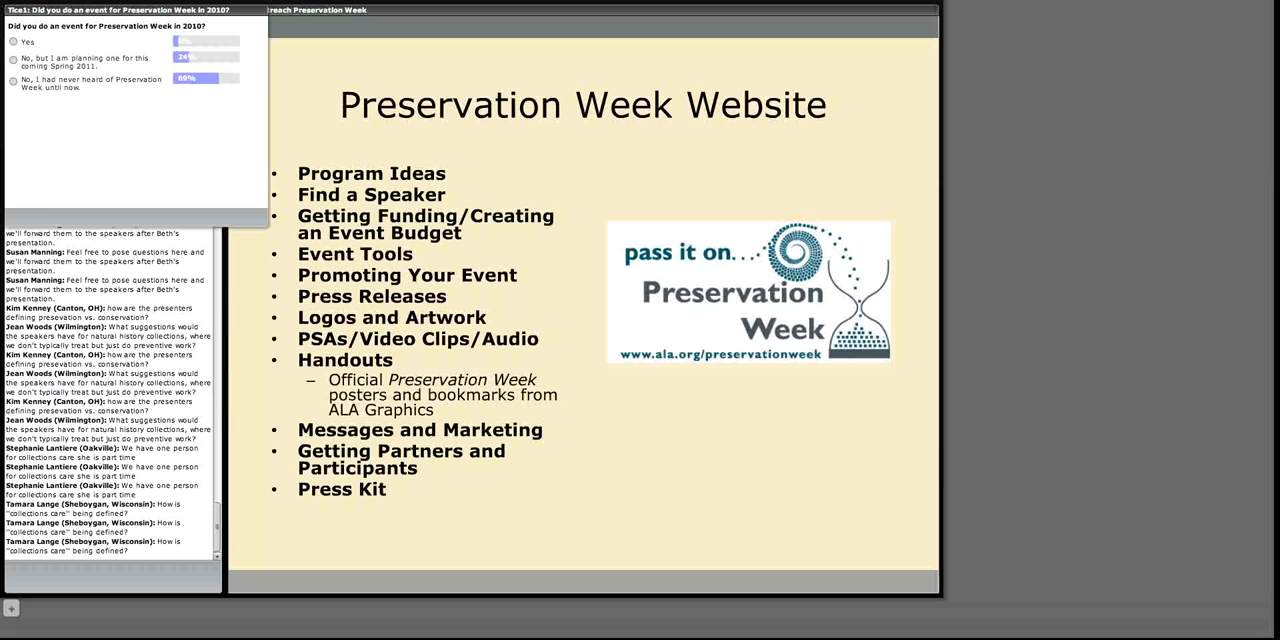 Tice1: Did you do an event for Preservation Week in 2010?
treach Preservation Week
Did you do an event for Preservation Week in 2010?
Yes
No, but I am planning one for this
coming Spring 2011.
24%
No, I had never heard of Preservation
Week until now.
69%
we'll forward them to the speakers after Beth's
presentation.
Susan Manning: Feel free to pose questions here and
we'll forward them to the speakers after Beth's
presentation.
Susan Manning: Feel free to pose questions here and
we'll forward them to the speakers after Beth's
presentation.
Kim Kenney (Canton, OH): how are the presenters
defining presevation vs. conservation?
Jean Woods (Wilmington): What suggestions would
the speakers have for natural history collections, where
we don't typically treat but just do preventive work?
Kim Kenney (Canton, OH): how are the presenters
defining presevation vs. conservation?
Jean Woods (Wilmington): What suggestions would
the speakers have for natural history collections, where
we don't typically treat but just do preventive work?
Kim Kenney (Canton, OH): how are the presenters
defining presevation vs. conservation?
Jean Woods (Wilmington): What suggestions would
the speakers have for natural history collections, where
we don't typically treat but just do preventive work?
Stephanie Lantiere (Oakville): We have one person
for collections care she is part time
Stephanie Lantiere (Oakville): We have one person
for collections care she is part time
Stephanie Lantiere (Oakville): We have one person
for collections care she is part time
Tamara Lange (Sheboygan, Wisconsin): How is
"collections care" being defined?
Tamara Lange (Sheboygan, Wisconsin): How is
"collections care" being defined?
Tamara Lange (Sheboygan, Wisconsin): How is
"collections care" being defined?
Preservation Week Website
• Program Ideas
• Find a Speaker
• Getting Funding/Creating
an Event Budget
• Event Tools
• Promoting Your Event
• Press Releases
• Logos and Artwork
• PSAs/Video Clips/Audio
• Handouts
– Official Preservation Week
posters and bookmarks from
ALA Graphics
• Messages and Marketing
• Getting Partners and
Participants
• Press Kit
pass it on...
Preservation
Week
www.ala.org/preservationweek